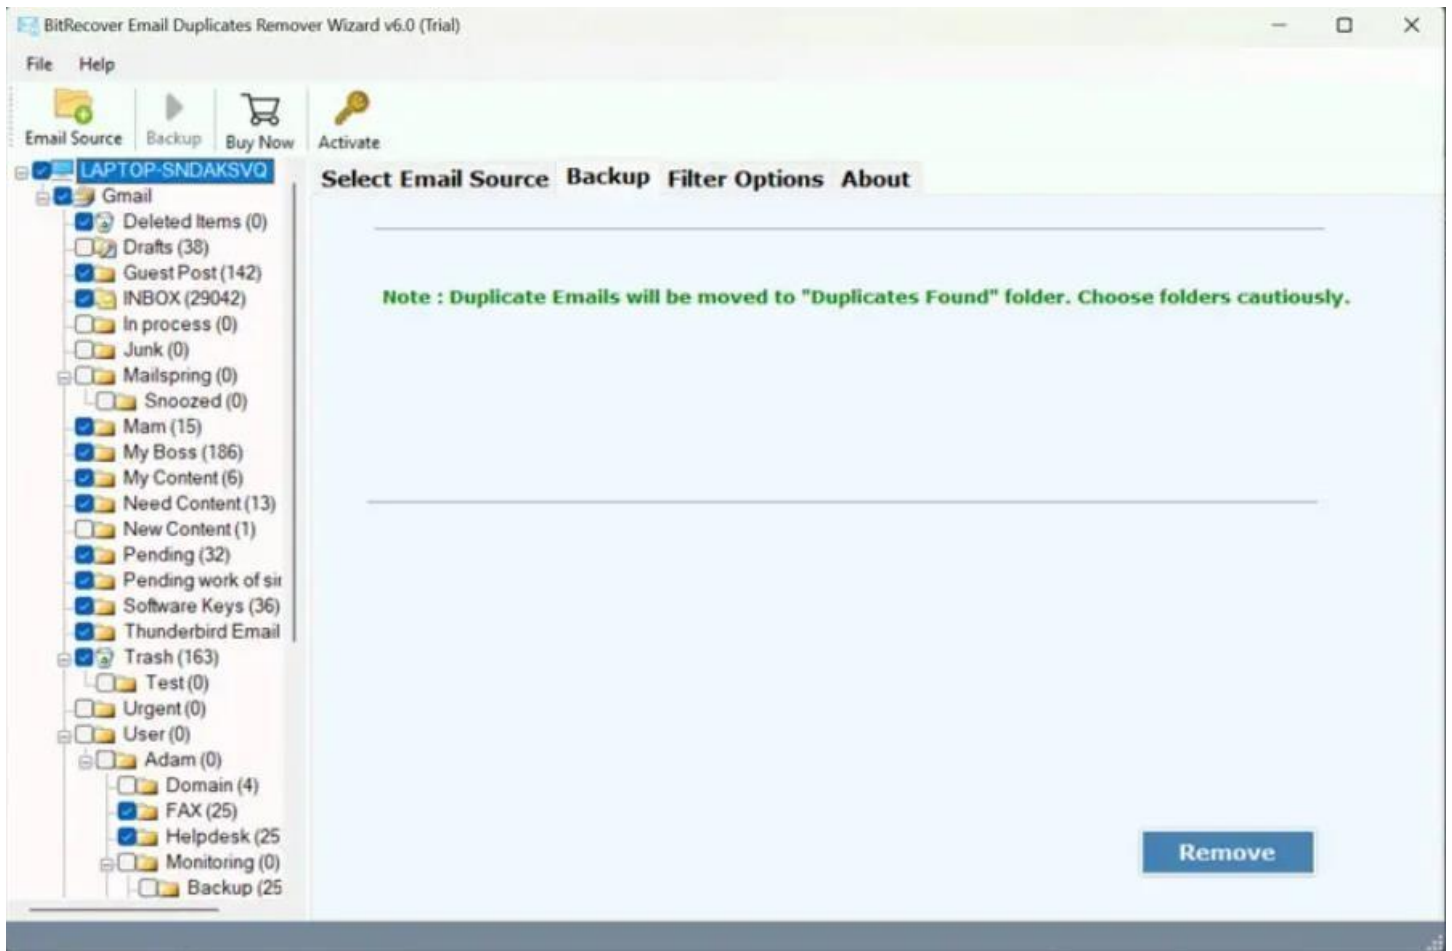 BitRecover Email Duplicates Remover Wizard v6.0 (Trial)
File Help
Email Source Backup Buy Now Activate
LAPTOP-SNDAKSVQ
Gmail
Deleted Items (0)
Drafts (38)
Guest Post (142)
INBOX (29042)
In process (0)
Junk (0)
Mailspring (0)
Snoozed (0)
Mam (15)
My Boss (186)
My Content (6)
Need Content (13)
New Content (1)
Pending (32)
Pending work of sir
Software Keys (36)
Thunderbird Email
Trash (163)
Test (0)
Urgent (0)
User (0)
Adam (0)
Domain (4)
FAX (25)
Helpdesk (25
Monitoring (0)
Backup (25
Select Email Source Backup Filter Options About
Note : Duplicate Emails will be moved to "Duplicates Found" folder. Choose folders cautiously.
Remove